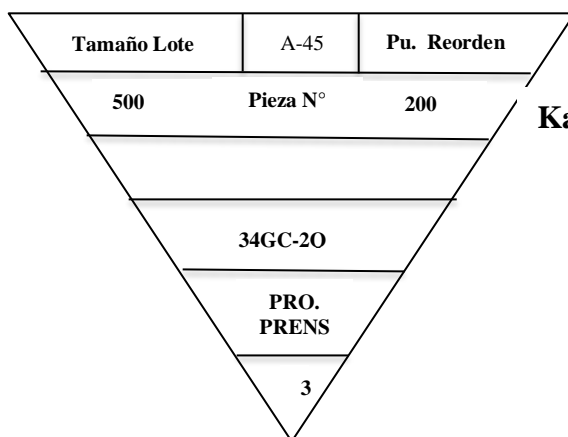 Tamaño Lote A-45 Pu. Reorden
500 Pieza N° 200
Ka
34GC-2O
PRO.
PRENS
3